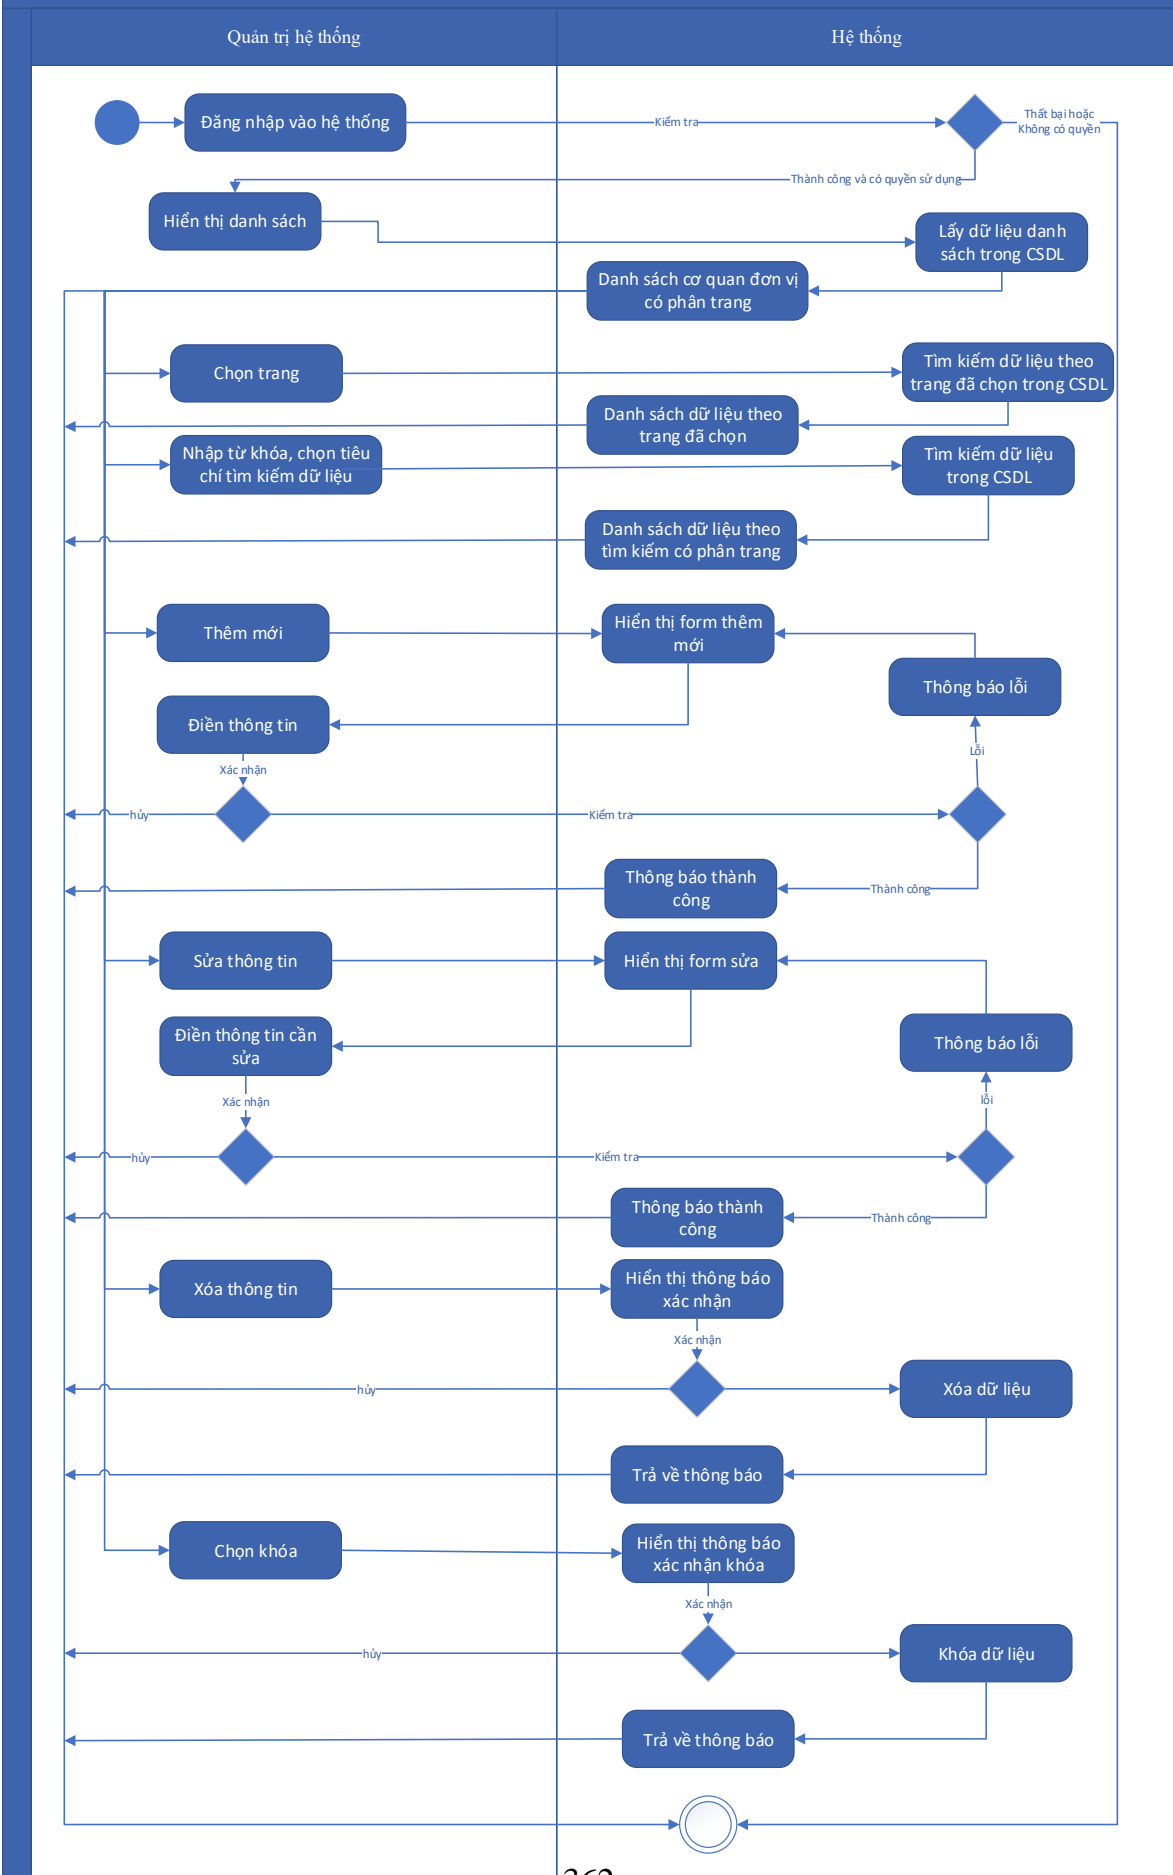 Quản trị hệ thống
Hệ thống
Đăng nhập vào hệ thống
Kiểm tra
Thất bại hoặc
Không có quyền
Thành công và có quyền sử dụng
Hiển thị danh sách
Lấy dữ liệu danh
sách trong CSDL
Danh sách cơ quan đơn vị
có phân trang
Chọn trang
Tìm kiếm dữ liệu theo
trang đã chọn trong CSDL
Danh sách dữ liệu theo
trang đã chọn
Nhập từ khóa, chọn tiêu
chí tìm kiếm dữ liệu
Tìm kiếm dữ liệu
trong CSDL
Danh sách dữ liệu theo
tìm kiếm có phân trang
Thêm mới
Hiển thị form thêm
mới
Thông báo lỗi
Điền thông tin
Xác nhận
Lỗi
hủy
Kiểm tra
Thông báo thành
công
Thành công
Sửa thông tin
Hiển thị form sửa
Điền thông tin cần
sửa
Thông báo lỗi
Xác nhận
lỗi
hủy
Kiểm tra
Thông báo thành
công
Thành công
Xóa thông tin
Hiển thị thông báo
xác nhận
Xác nhận
hủy
Xóa dữ liệu
Trả về thông báo
Chọn khóa
Hiển thị thông báo
xác nhận khóa
Xác nhận
hủy
Khóa dữ liệu
Trả về thông báo